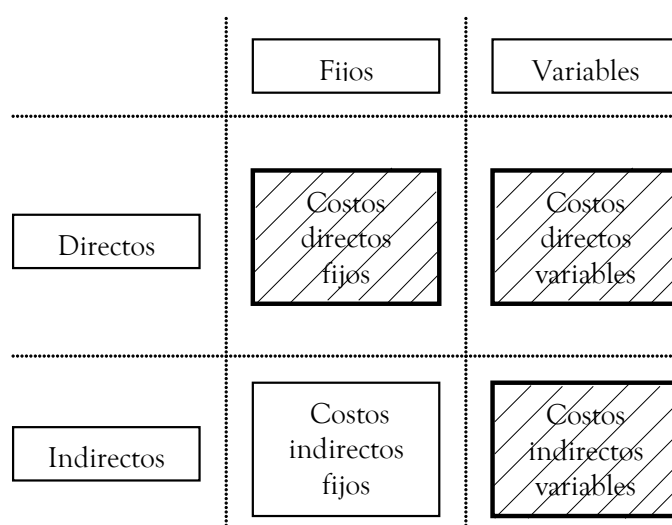 Fijos
Variables
Directos
Costos
directos
fijos
Costos
directos
variables
Indirectos
Costos
indirectos
fijos
Costos
indirectos
variables